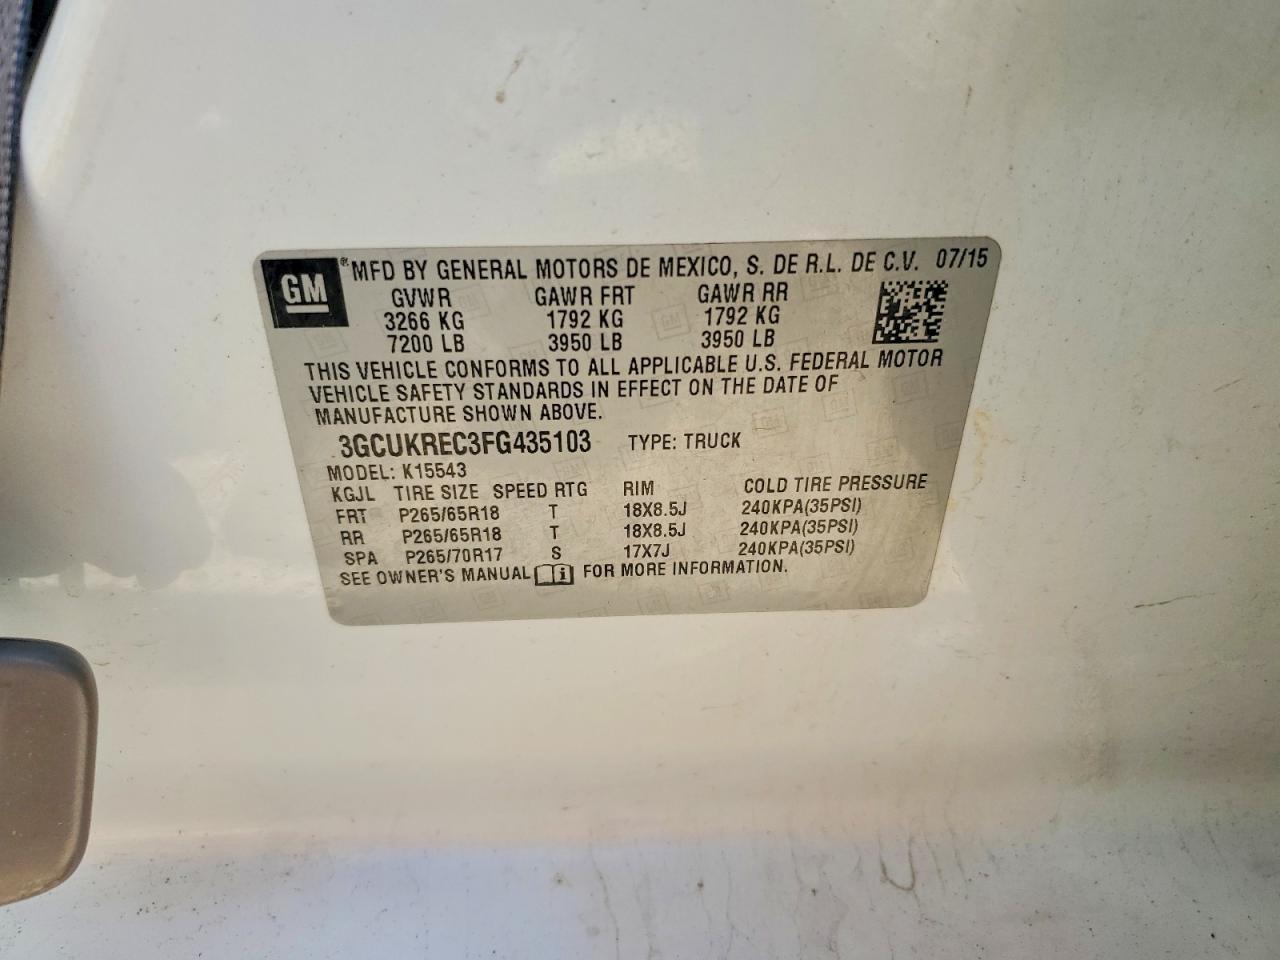 GM ® MFD BY GENERAL MOTORS DE MEXICO, S. DE R.L. DE C.V. 07/15
GVWR GAWR FRT GAWR RR
3266 KG 1792 KG 1792 KG
7200 LB 3950 LB 3950 LB
THIS VEHICLE CONFORMS TO ALL APPLICABLE U.S. FEDERAL MOTOR
VEHICLE SAFETY STANDARDS IN EFFECT ON THE DATE OF
MANUFACTURE SHOWN ABOVE.
3GCUKREC3FG435103 TYPE: TRUCK
MODEL: K15543
KGJL TIRE SIZE SPEED RTG RIM COLD TIRE PRESSURE
FRT P265/65R18 T 18X8.5J 240KPA(35PSI)
RR P265/65R18 T 18X8.5J 240KPA(35PSI)
SPA P265/70R17 S 17X7J 240KPA(35PSI)
SEE OWNER'S MANUAL i FOR MORE INFORMATION.